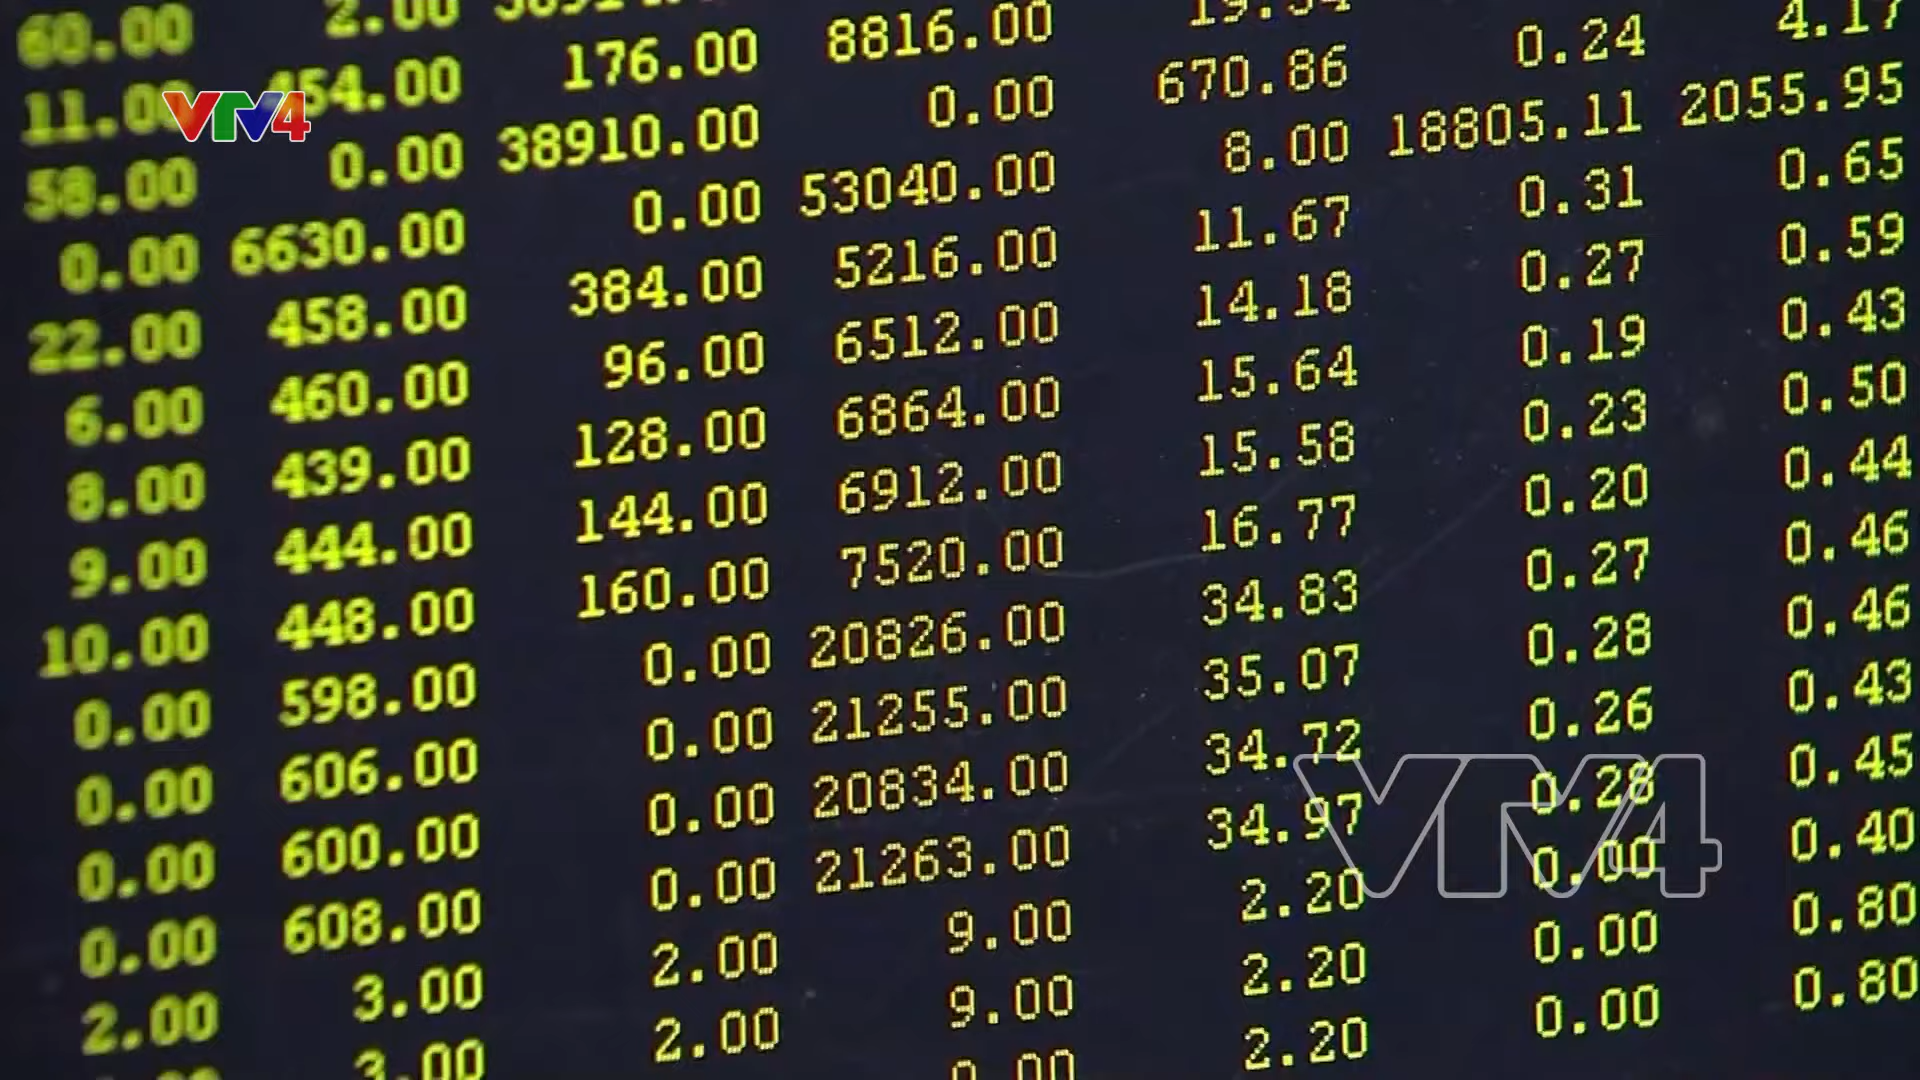 VTV4
60.00 2.00
11.00 454.00 176.00 8816.00
58.00 0.00 38910.00 0.00 670.86 0.24 4.17
0.00 6630.00 0.00 53040.00 8.00 18805.11 2055.95
22.00 458.00 384.00 5216.00 11.67 0.31 0.65
6.00 460.00 96.00 6512.00 14.18 0.27 0.59
8.00 439.00 128.00 6864.00 15.64 0.19 0.43
9.00 444.00 144.00 6912.00 15.58 0.23 0.50
10.00 448.00 160.00 7520.00 16.77 0.20 0.44
0.00 598.00 0.00 20826.00 34.83 0.27 0.46
0.00 606.00 0.00 21255.00 35.07 0.28 0.46
0.00 600.00 0.00 20834.00 34.72 0.26 0.43
0.00 608.00 0.00 21263.00 34.97 0.28 0.45
2.00 3.00 2.00 9.00 2.20 0.00 0.40
3.00 2.00 9.00 2.20 0.00 0.80
2.20 0.00 0.80
VTV4